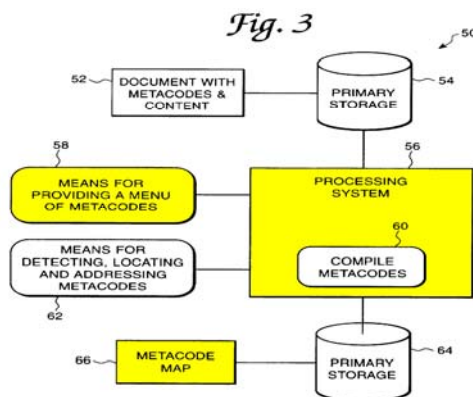 Fig. 3
50
52
DOCUMENT WITH
METACODES &
CONTENT
54
PRIMARY
STORAGE
58
MEANS FOR
PROVIDING A MENU
OF METACODES
56
PROCESSING
SYSTEM
60
COMPILE
METACODES
MEANS FOR
DETECTING, LOCATING
AND ADDRESSING
METACODES
62
66
METACODE
MAP
PRIMARY
STORAGE
64